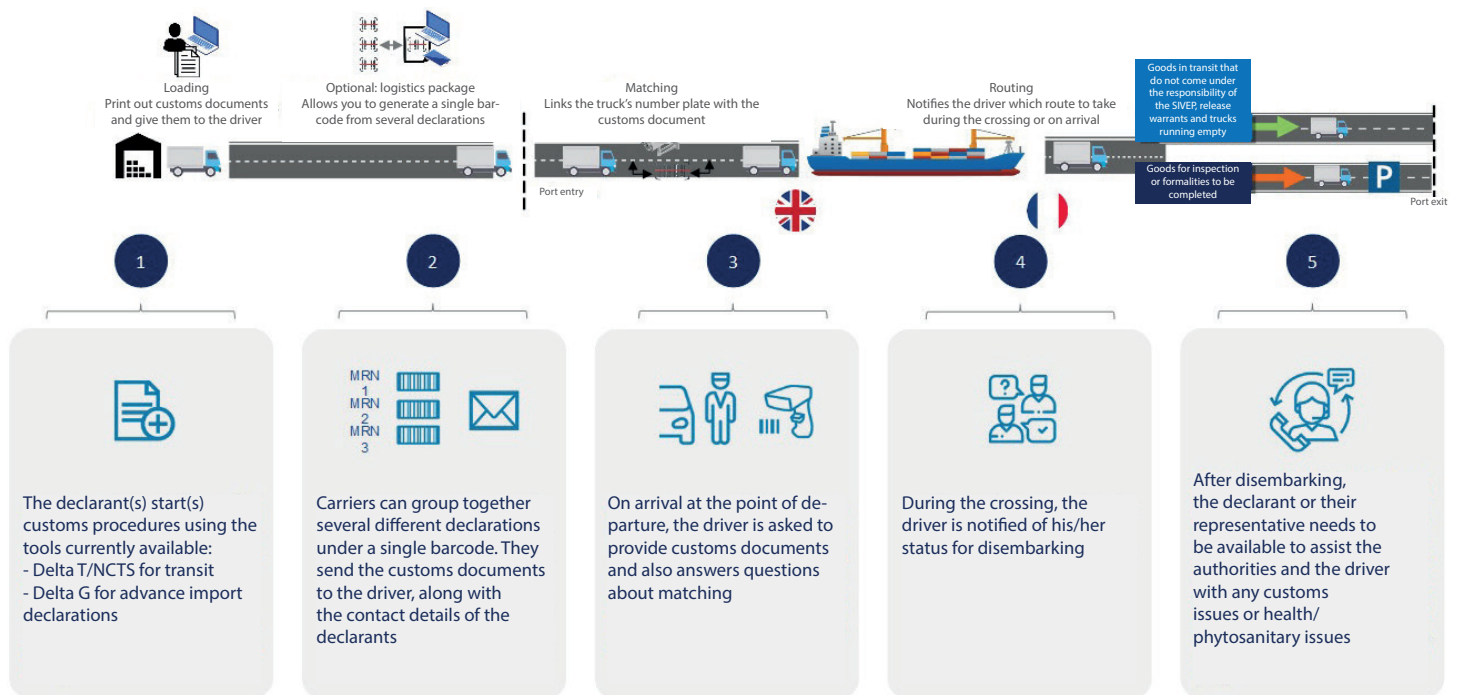 Loading
Print out customs documents
and give them to the driver
Optional: logistics package
Allows you to generate a single bar-
code from several declarations
Matching
Links the truck's number plate with the
customs document
Routing
Notifies the driver which route to take
during the crossing or on arrival
Goods in transit that
do not come under
the responsibility of
the SIVEP, release
warrants and trucks
running empty
Goods for inspection
or formalities to be
completed
P
Port entry
Port exit
1
2
3
4
5
The declarant(s) start(s)
customs procedures using the
tools currently available:
- Delta T/NCTS for transit
- Delta G for advance import
declarations
MRN
1
MRN
2
MRN
3
Carriers can group together
several different declarations
under a single barcode. They
send the customs documents
to the driver, along with
the contact details of the
declarants
On arrival at the point of de-
parture, the driver is asked to
provide customs documents
and also answers questions
about matching
?
During the crossing, the
driver is notified of his/her
status for disembarking
After disembarking,
the declarant or their
representative needs to
be available to assist the
authorities and the driver
with any customs
issues or health/
phytosanitary issues